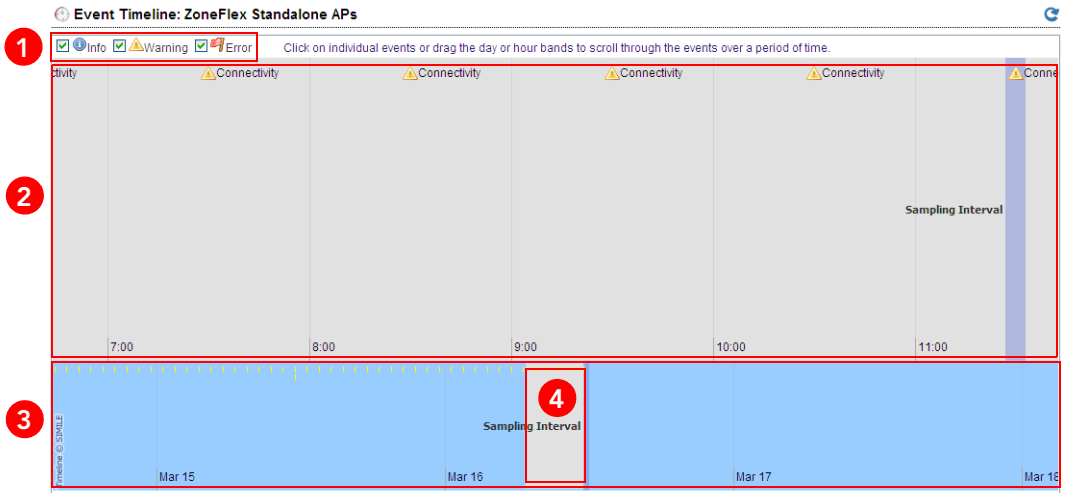 Event Timeline: ZoneFlex Standalone APs
1
Info Warning Error Click on individual events or drag the day or hour bands to scroll through the events over a period of time.
tivity Connectivity Connectivity Connectivity Connectivity Conne
2
Sampling Interval
7:00 8:00 9:00 10:00 11:00
4
3
Sampling Interval
Timeline © SIMILE
Mar 15 Mar 16 Mar 17 Mar 18